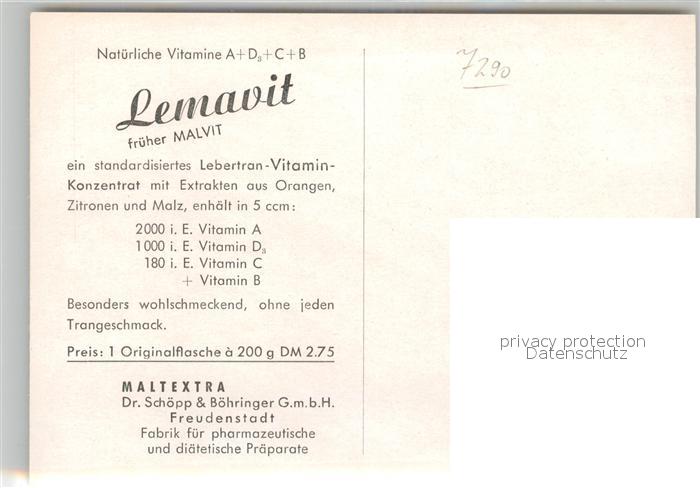 Natürliche Vitamine A+D₃+C+B
Lemavit
früher MALVIT
ein standardisiertes Lebertran-Vitamin-
Konzentrat mit Extrakten aus Orangen,
Zitronen und Malz, enhält in 5 ccm:
2000 i. E. Vitamin A
1000 i. E. Vitamin D₃
180 i. E. Vitamin C
+ Vitamin B
Besonders wohlschmeckend, ohne jeden
Trangeschmack.
Preis: 1 Originalflasche à 200 g DM 2.75
MALTEXTRA
Dr. Schöpp & Böhringer G.m.b.H.
Freudenstadt
Fabrik für pharmazeutische
und diätetische Präparate
7290
privacy protection
Datenschutz